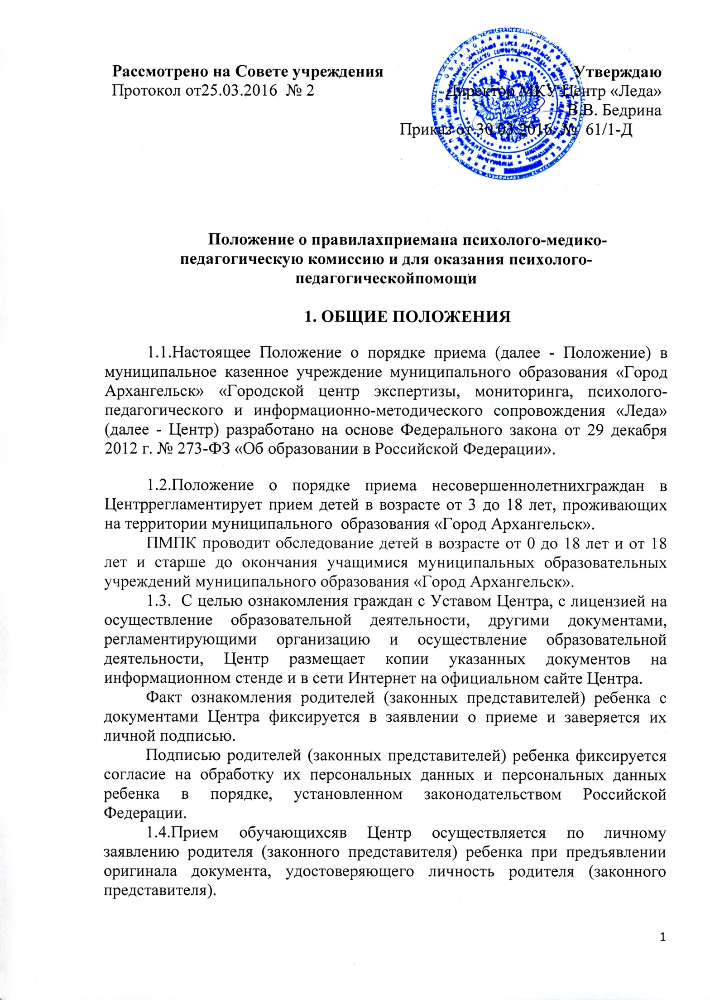 Рассмотрено на Совете учреждения
Протокол от25.03.2016 № 2
Утверждаю
Директор МКУ Центр «Леда»
В.В. Бедрина
Приказ от 30.03.2016 № 61/1-Д
Положение о правилахприемана психолого-медико-
педагогическую комиссию и для оказания психолого-
педагогическойпомощи
1. ОБЩИЕ ПОЛОЖЕНИЯ
1.1.Настоящее Положение о порядке приема (далее - Положение) в
муниципальное казенное учреждение муниципального образования «Город
Архангельск» «Городской центр экспертизы, мониторинга, психолого-
педагогического и информационно-методического сопровождения «Леда»
(далее - Центр) разработано на основе Федерального закона от 29 декабря
2012 г. № 273-ФЗ «Об образовании в Российской Федерации».
1.2.Положение о порядке приема несовершеннолетнихграждан в
Центррегламентирует прием детей в возрасте от 3 до 18 лет, проживающих
на территории муниципального образования «Город Архангельск».
ПМПК проводит обследование детей в возрасте от 0 до 18 лет и от 18
лет и старше до окончания учащимися муниципальных образовательных
учреждений муниципального образования «Город Архангельск».
1.3. С целью ознакомления граждан с Уставом Центра, с лицензией на
осуществление образовательной деятельности, другими документами,
регламентирующими организацию и осуществление образовательной
деятельности, Центр размещает копии указанных документов на
информационном стенде и в сети Интернет на официальном сайте Центра.
Факт ознакомления родителей (законных представителей) ребенка с
документами Центра фиксируется в заявлении о приеме и заверяется их
личной подписью.
Подписью родителей (законных представителей) ребенка фиксируется
согласие на обработку их персональных данных и персональных данных
ребенка в порядке, установленном законодательством Российской
Федерации.
1.4.Прием обучающихсяв Центр осуществляется по личному
заявлению родителя (законного представителя) ребенка при предъявлении
оригинала документа, удостоверяющего личность родителя (законного
представителя).
1